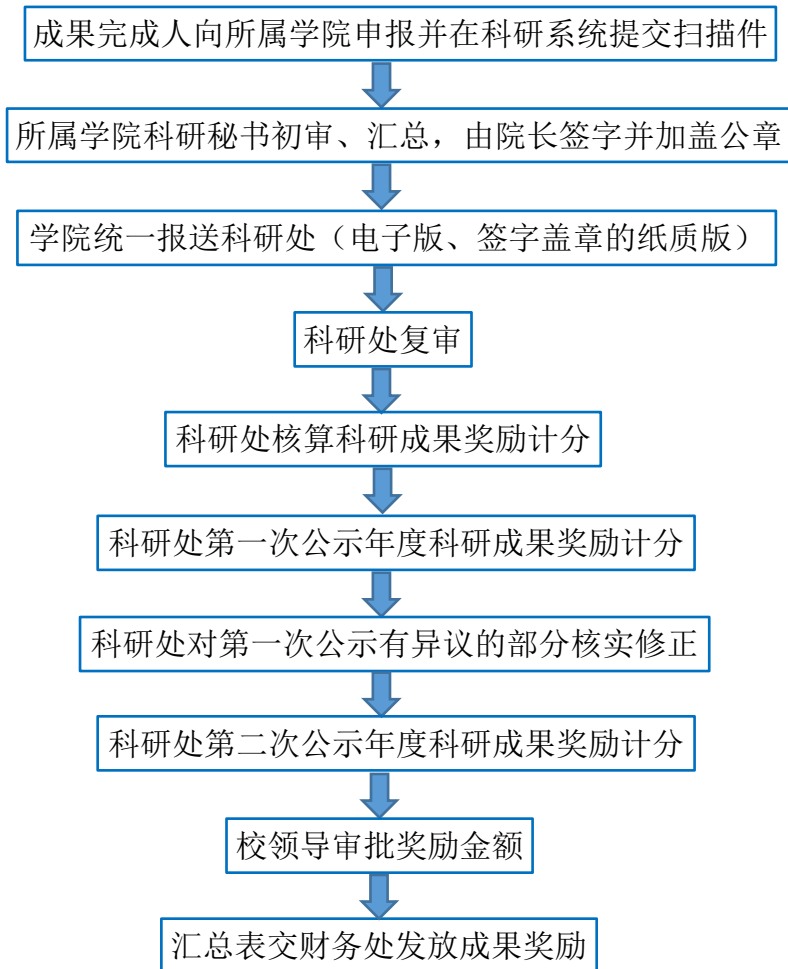 成果完成人向所属学院申报并在科研系统提交扫描件
所属学院科研秘书初审、汇总，由院长签字并加盖公章
学院统一报送科研处（电子版、签字盖章的纸质版）
科研处复审
科研处核算科研成果奖励计分
科研处第一次公示年度科研成果奖励计分
科研处对第一次公示有异议的部分核实修正
科研处第二次公示年度科研成果奖励计分
校领导审批奖励金额
汇总表交财务处发放成果奖励